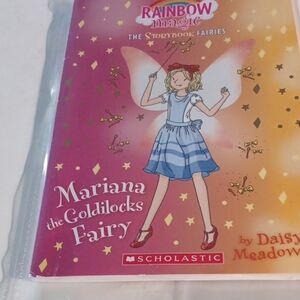 RAINBOW
magic
THE STORYBOOK FAIRIES
Mariana
the Goldilocks
Fairy
SCHOLASTIC
by Daisy
Meadow